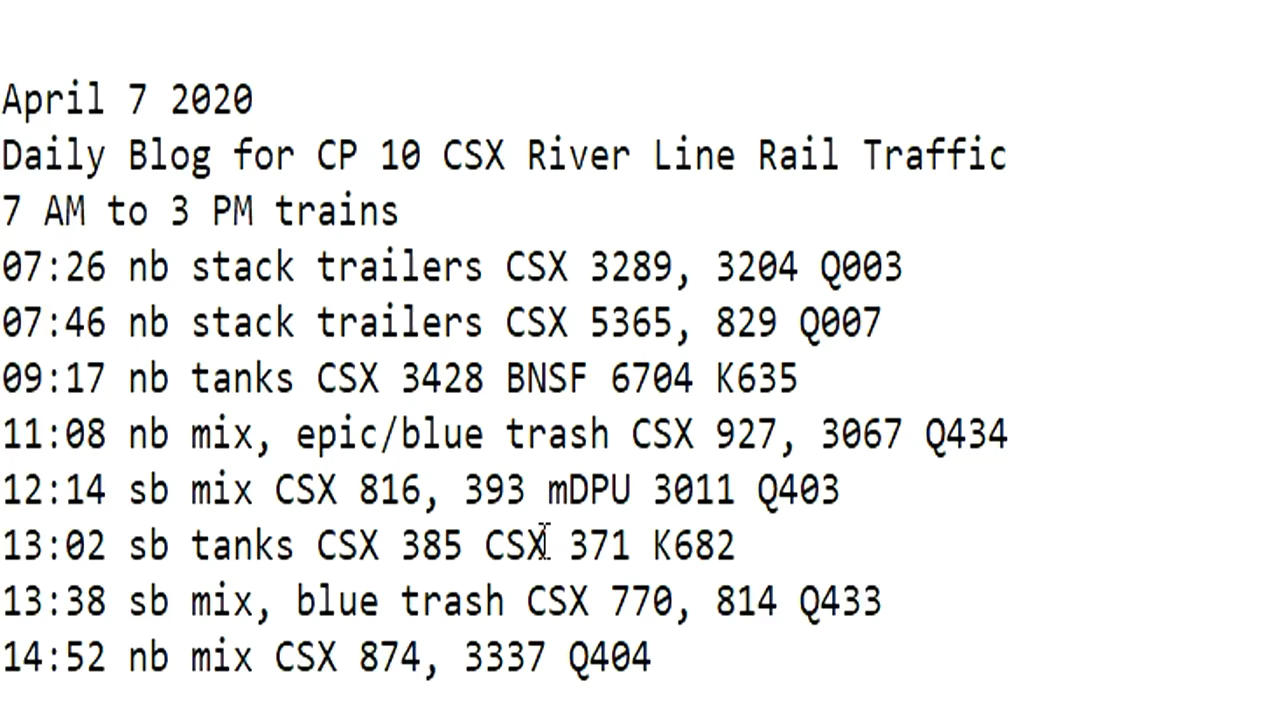 April 7 2020
Daily Blog for CP 10 CSX River Line Rail Traffic
7 AM to 3 PM trains
07:26 nb stack trailers CSX 3289, 3204 Q003
07:46 nb stack trailers CSX 5365, 829 Q007
09:17 nb tanks CSX 3428 BNSF 6704 K635
11:08 nb mix, epic/blue trash CSX 927, 3067 Q434
12:14 sb mix CSX 816, 393 mDPU 3011 Q403
13:02 sb tanks CSX 385 CSX 371 K682
13:38 sb mix, blue trash CSX 770, 814 Q433
14:52 nb mix CSX 874, 3337 Q404